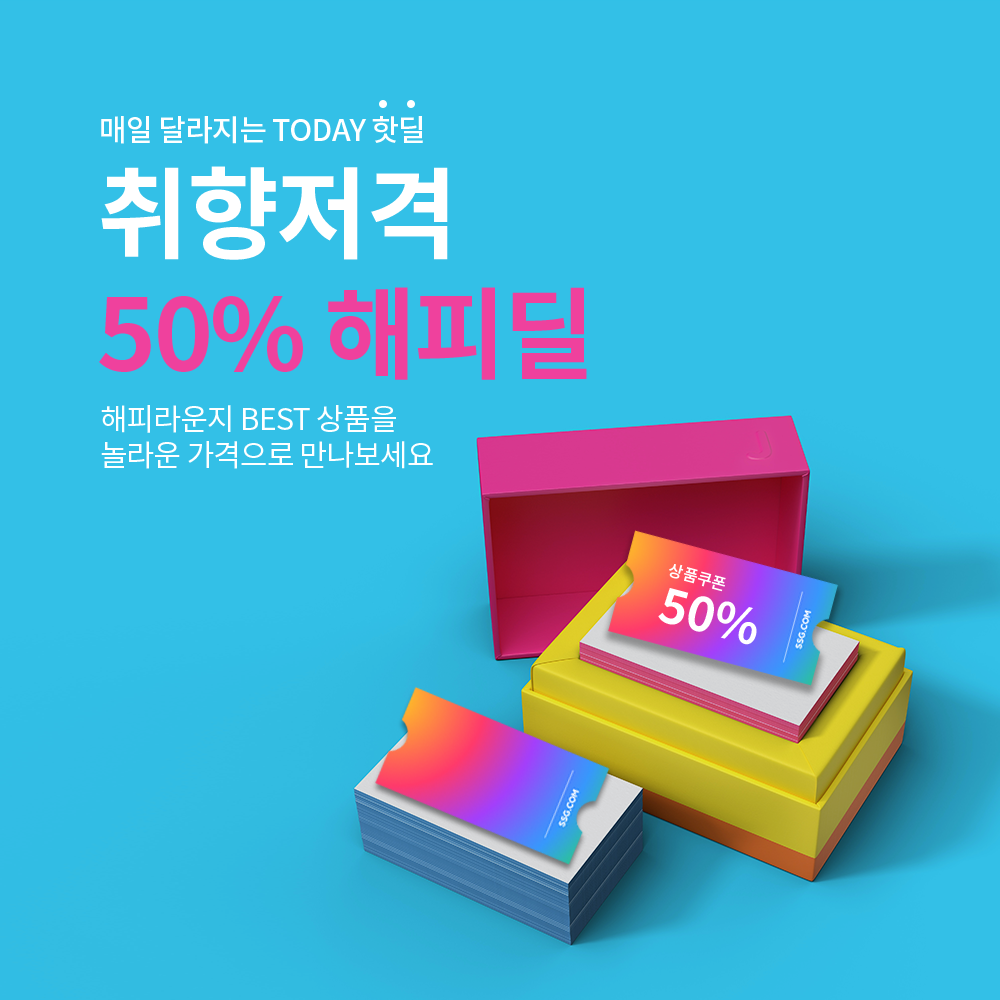 매일 달라지는 TODAY 핫딜
취향저격
50% 해피딜
해피라운지 BEST 상품을
놀라운 가격으로 만나보세요
상품쿠폰
50%
SSG.COM
SSG.COM